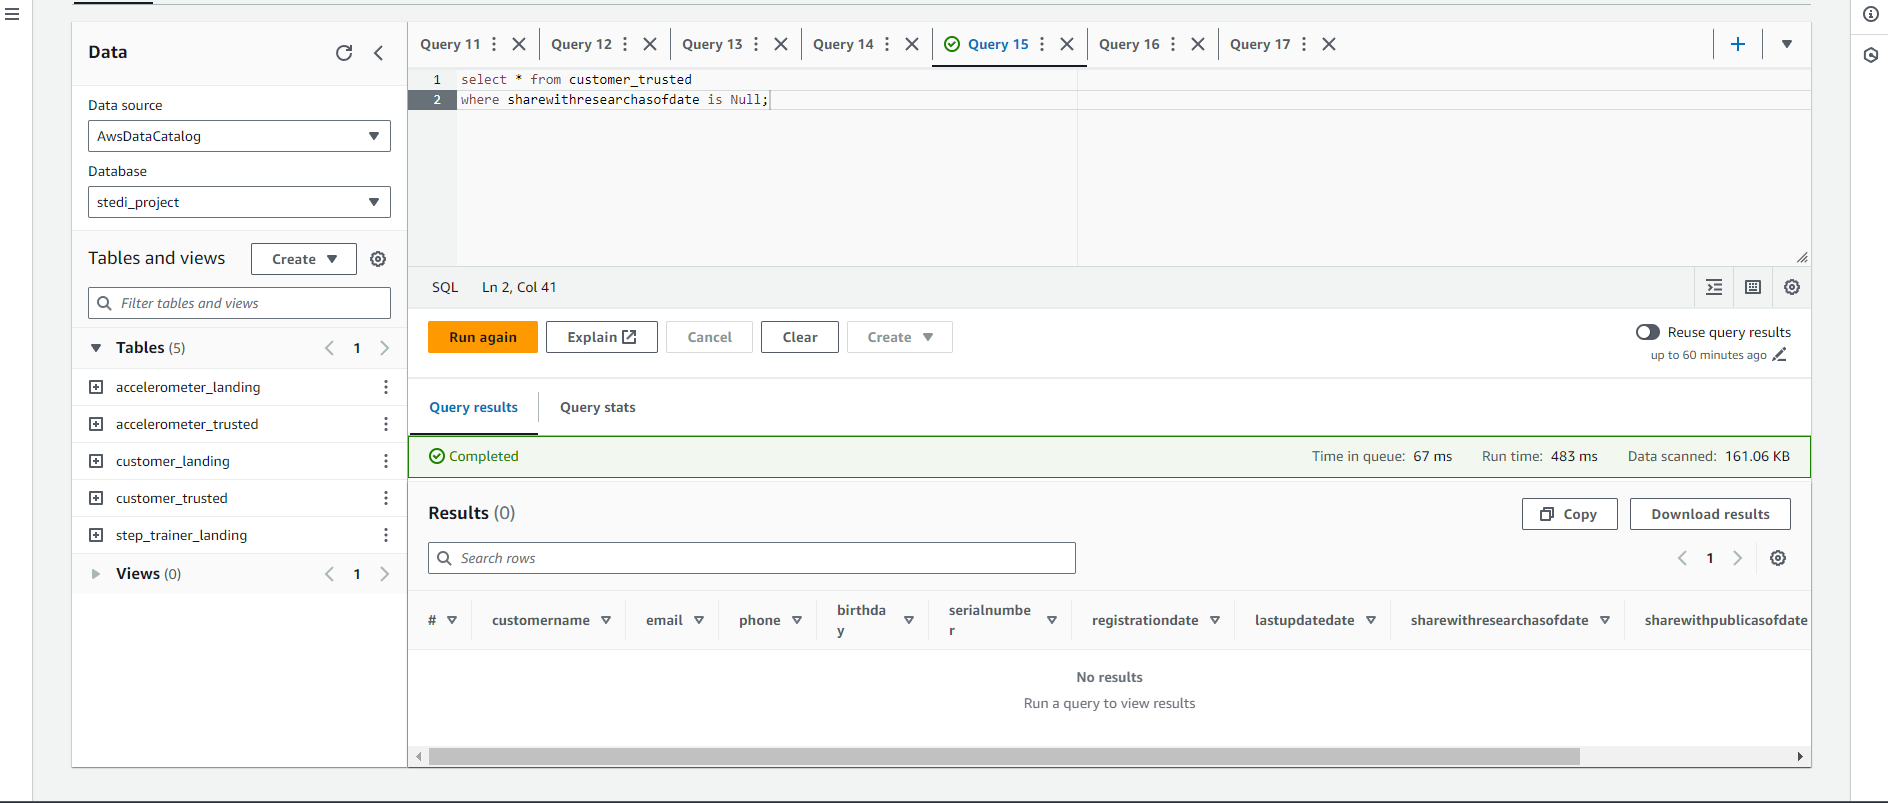 Data
Data source
AwsDataCatalog
Database
stedi_project
Tables and views
Create
Filter tables and views
Tables (5)
1
accelerometer_landing
accelerometer_trusted
customer_landing
customer_trusted
step_trainer_landing
Views (0)
1
Query 11
Query 12
Query 13
Query 14
Query 15
Query 16
Query 17
1 select * from customer_trusted
2 where sharewithresearchasofdate is Null;
SQL Ln 2, Col 41
Run again
Explain
Cancel
Clear
Create
Reuse query results
up to 60 minutes ago
Query results
Query stats
Completed
Time in queue: 67 ms
Run time: 483 ms
Data scanned: 161.06 KB
Results (0)
Copy
Download results
Search rows
1
#
customername
email
phone
birthda
y
serialnumbe
r
registrationdate
lastupdatedate
sharewithresearchasofdate
sharewithpublicasofdate
No results
Run a query to view results